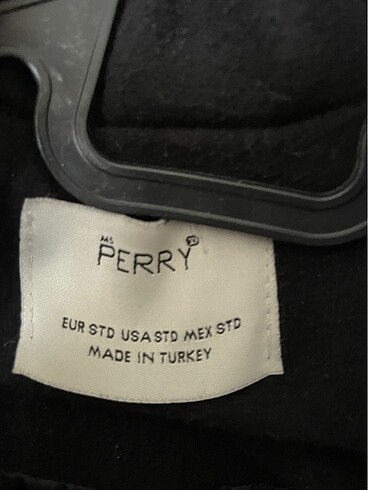 MS
PERRY
EUR STD USA STD MEX STD
MADE IN TURKEY